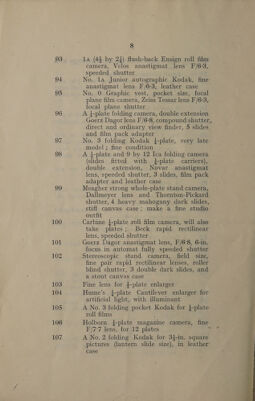 8
93 1A (4¼ by 2½) flush-back Ensign roll film
camera, Velos anastigmat lens F/6·3,
speeded shutter
94 No. 1A Junior autographic Kodak, fine
anastigmat lens F/6·3, leather case
95 No. 0 Graphic vest, pocket size, focal
plane film camera, Zeiss Tessar lens F/6·3,
focal plane shutter
96 A ¼-plate folding camera, double extension
Goerz Dagor lens F/6·8, compound shutter,
direct and ordinary view finder, 5 slides
and film pack adapter
97 No. 3 folding Kodak ¼-plate, very late
model; fine condition
98 A ¼-plate and 9 by 12 Ica folding camera
(slides fitted with ¼-plate carriers),
double extension, Novar anastigmat
lens, speeded shutter, 3 slides, film pack
adapter and leather case
99 Meagher strong whole-plate stand camera,
Dallmeyer lens and Thornton-Pickard
shutter, 4 heavy mahogany dark slides,
stiff canvas case; make a fine studio
outfit
100 Carbine ¼-plate roll film camera, will also
take plates; Beck rapid rectilinear
lens, speeded shutter
101 Goerz Dagor anastigmat lens, F/6·8, 6-in.
focus in automat fully speeded shutter
102 Stereoscopic stand camera, field size,
fine pair rapid rectilinear lenses, roller
blind shutter, 3 double dark slides, and
a stout canvas case
103 Fine lens for ½-plate enlarger
104 Hume's ½-plate Cantilever enlarger for
artificial light, with illuminant
105 A No. 3 folding pocket Kodak for ¼-plate
roll films
106 Holborn ¼-plate magazine camera, fine
F/7·7 lens, for 12 plates
107 A No. 2 folding Kodak for 3½-in. square
pictures (lantern slide size), in leather
case